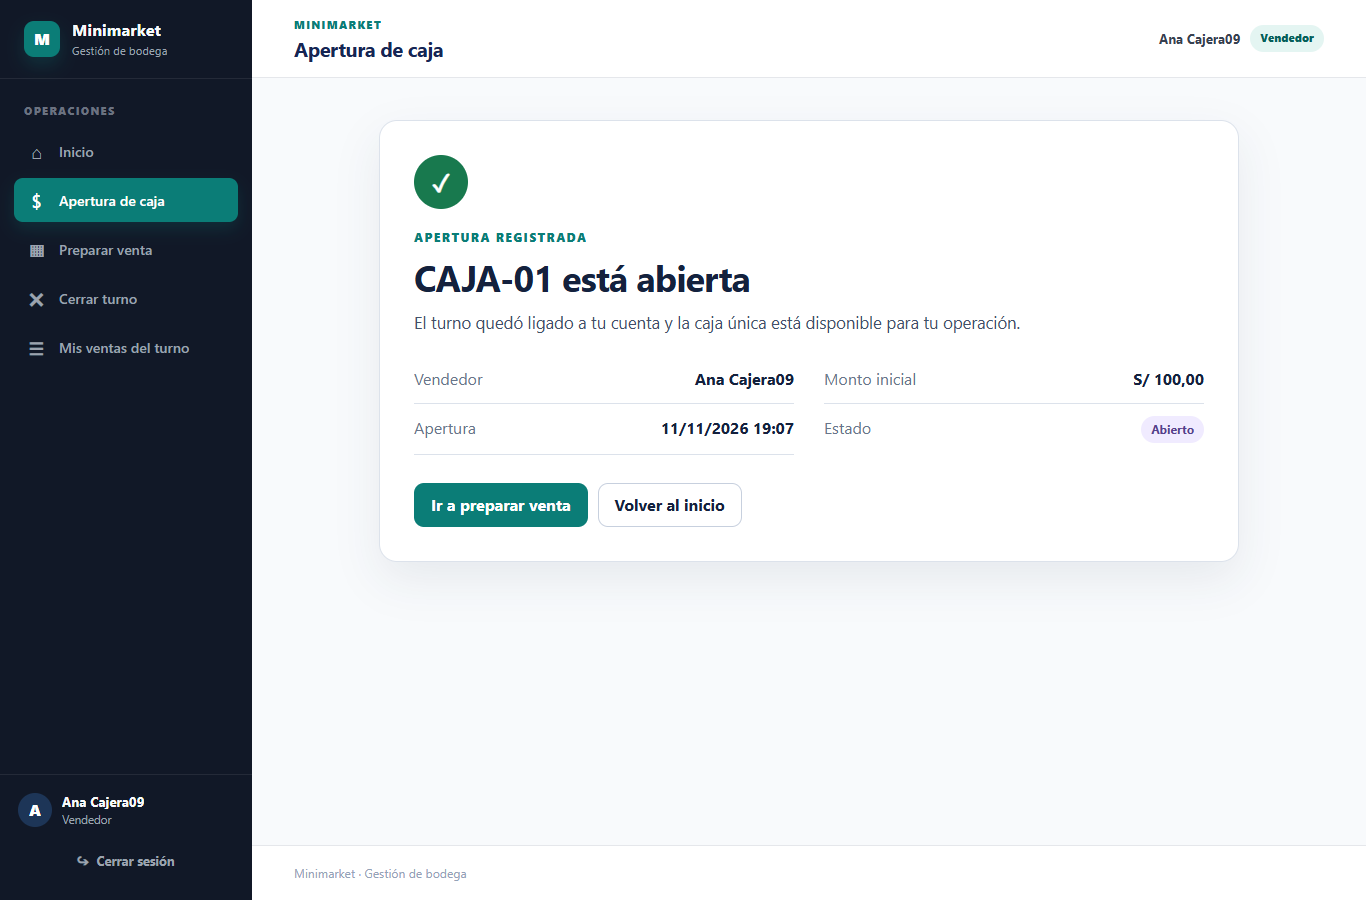 M
Minimarket
Gestión de bodega
OPERACIONES
Inicio
$ Apertura de caja
Preparar venta
Cerrar turno
Mis ventas del turno
A
Ana Cajera09
Vendedor
Cerrar sesión
MINIMARKET
Apertura de caja
Ana Cajera09 Vendedor
APERTURA REGISTRADA
CAJA-01 está abierta
El turno quedó ligado a tu cuenta y la caja única está disponible para tu operación.
Vendedor Ana Cajera09
Monto inicial S/ 100,00
Apertura 11/11/2026 19:07
Estado Abierto
Ir a preparar venta
Volver al inicio
Minimarket · Gestión de bodega